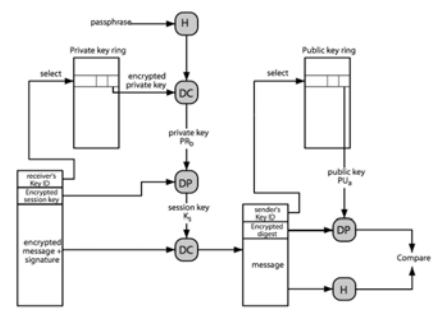 passphrase
H
Private key ring
Public key ring
select
encrypted
private key
DC
select
private key
PRb
public key
PUa
receiver's
Key ID
Encrypted
session key
DP
session key
Ks
sender's
Key ID
Encrypted
digest
DP
encrypted
message +
signature
DC
message
Compare
H